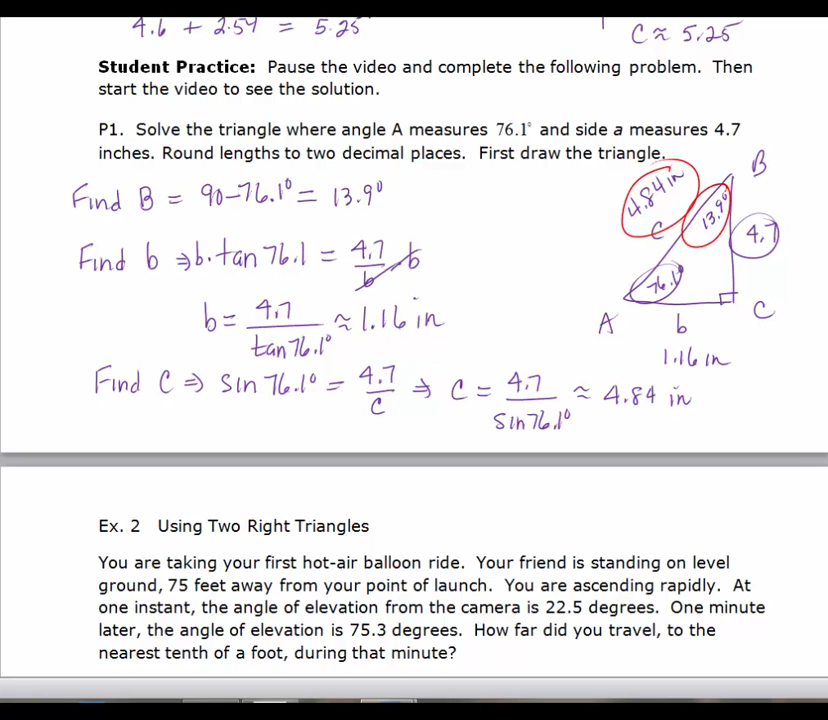 4.6 + 2.54 = 5.25
C ≈ 5.25
Student Practice: Pause the video and complete the following problem. Then
start the video to see the solution.
P1. Solve the triangle where angle A measures 76.1° and side a measures 4.7
inches. Round lengths to two decimal places. First draw the triangle.
Find B = 90-76.1° = 13.9°
Find b ⇒ b. tan 76.1 = 4.7/b b
b = 4.7/tan 76.1° ≈ 1.16 in
Find C ⇒ sin 76.1° = 4.7/C ⇒ C = 4.7/sin 76.1° ≈ 4.84 in
B
4.84 in
C
13.9°
4.7
76.1°
A
b
C
1.16 in
Ex. 2 Using Two Right Triangles
You are taking your first hot-air balloon ride. Your friend is standing on level
ground, 75 feet away from your point of launch. You are ascending rapidly. At
one instant, the angle of elevation from the camera is 22.5 degrees. One minute
later, the angle of elevation is 75.3 degrees. How far did you travel, to the
nearest tenth of a foot, during that minute?